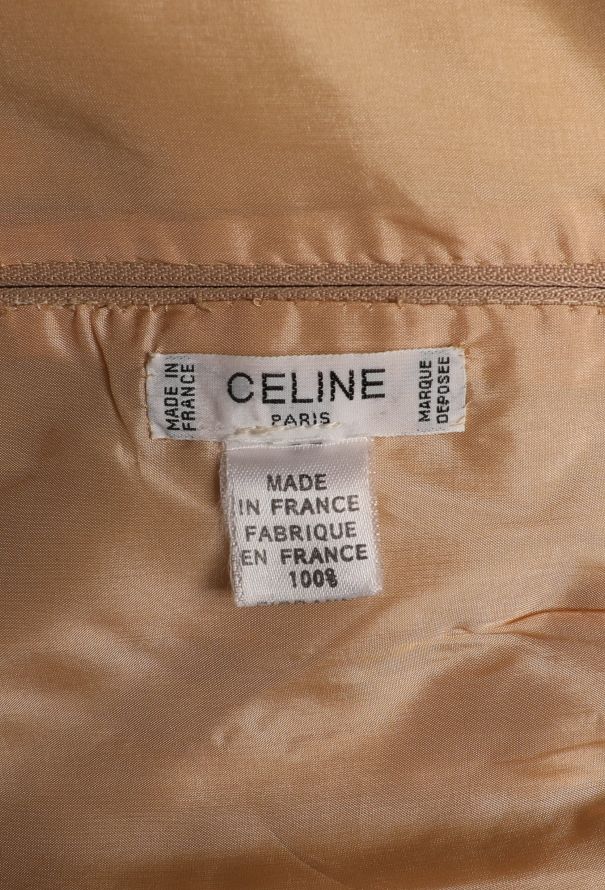 MADE IN
FRANCE
CELINE
PARIS
MARQUE
DEPOSEE
MADE
IN FRANCE
FABRIQUE
EN FRANCE
100%